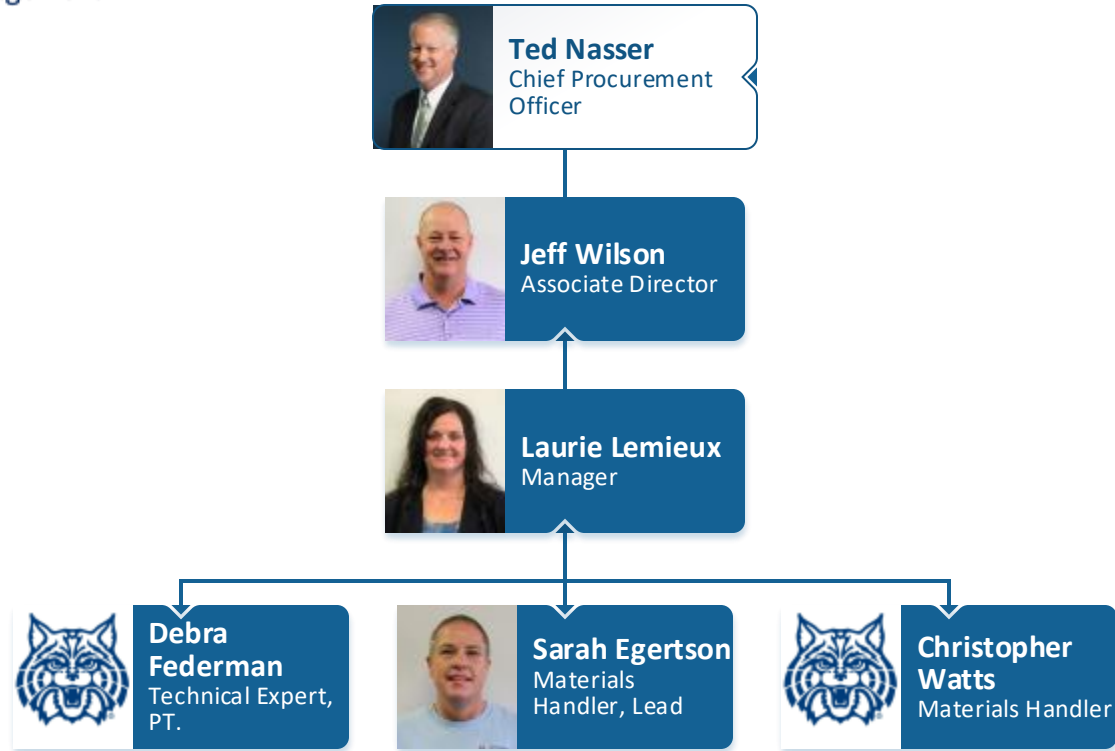 Ted Nasser
Chief Procurement
Officer
Jeff Wilson
Associate Director
Laurie Lemieux
Manager
Debra
Federman
Technical Expert,
PT.
Sarah Egertson
Materials
Handler, Lead
Christopher
Watts
Materials Handler